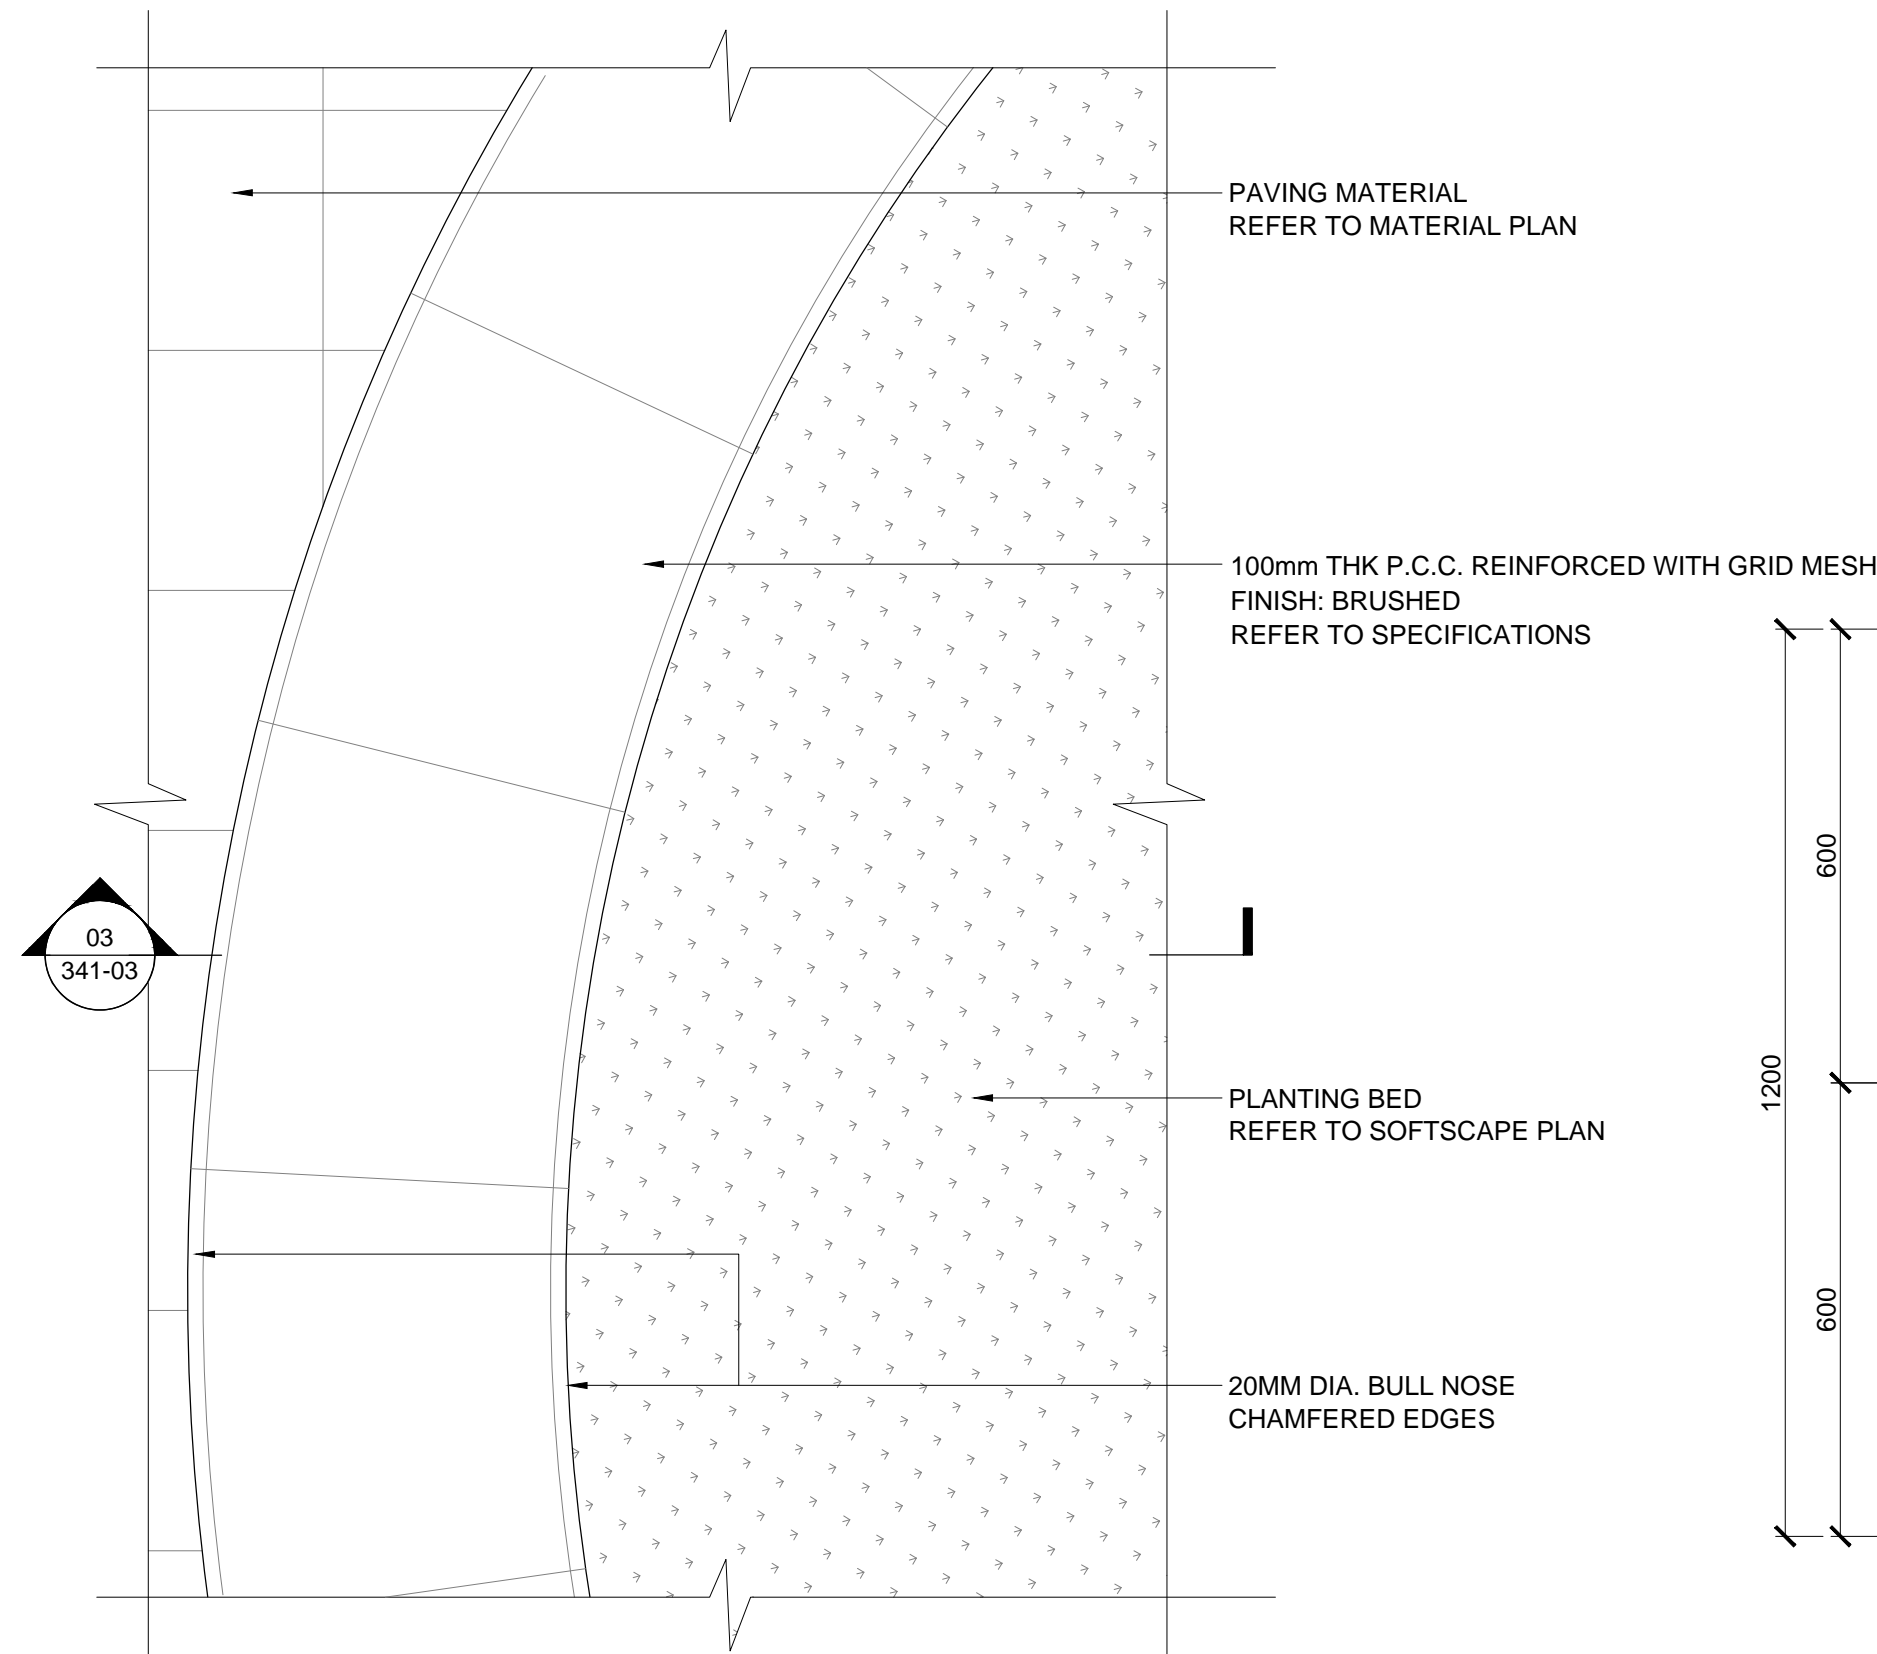 PAVING MATERIAL
REFER TO MATERIAL PLAN
100mm THK P.C.C. REINFORCED WITH GRID MESH
FINISH: BRUSHED
REFER TO SPECIFICATIONS
600
03
341-03
1200
PLANTING BED
REFER TO SOFTSCAPE PLAN
600
20MM DIA. BULL NOSE
CHAMFERED EDGES